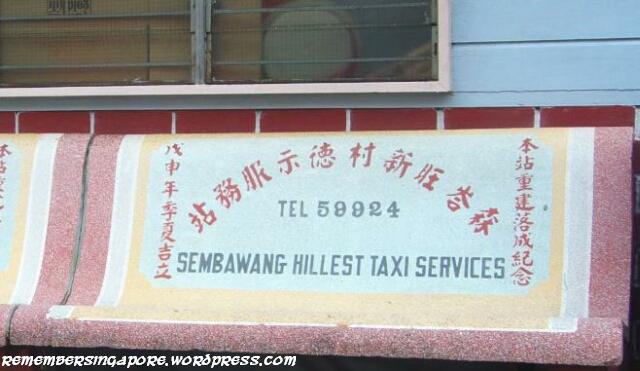 本站重建落成紀念
森峇旺新村德示服務站
TEL 59924
SEMBAWANG HILLEST TAXI SERVICES
戊申年季夏吉立
remembersingapore.wordpress.com